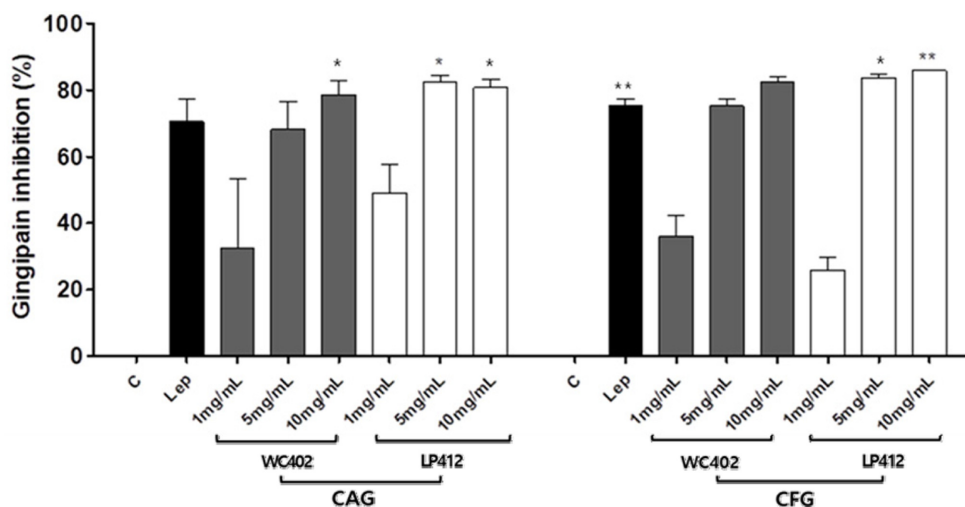 Gingipain inhibition (%)
100
80
60
40
20
0
*
*
*
**
*
**
C
Lep
1mg/mL
5mg/mL
10mg/mL
1mg/mL
5mg/mL
10mg/mL
C
Lep
1mg/mL
5mg/mL
10mg/mL
1mg/mL
5mg/mL
10mg/mL
WC402
LP412
WC402
LP412
CAG
CFG